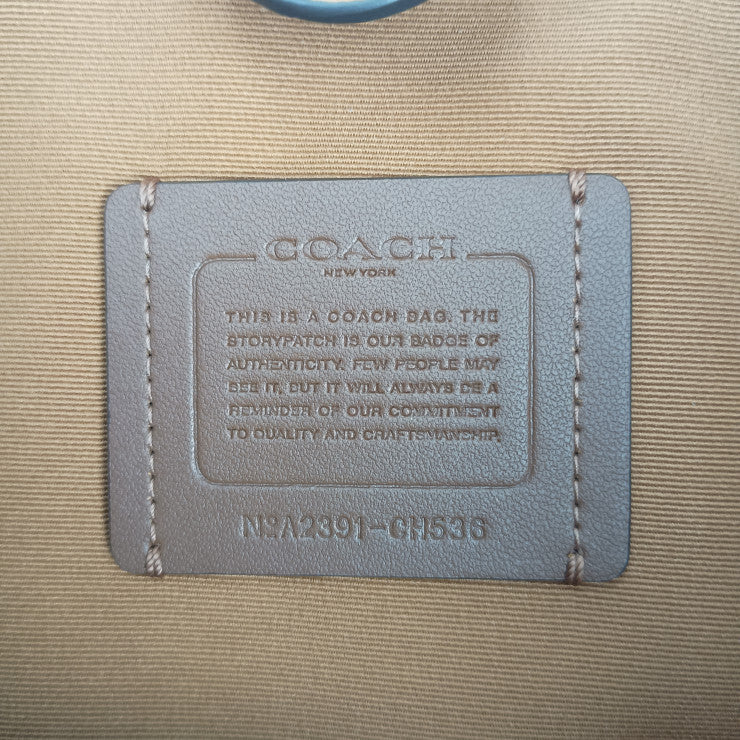 COACH
NEW YORK
THIS IS A COACH BAG. THE
STORYPATCH IS OUR BADGE OF
AUTHENTICITY. FEW PEOPLE MAY
SEE IT, BUT IT WILL ALWAYS BE A
REMINDER OF OUR COMMITMENT
TO QUALITY AND CRAFTSMANSHIP.
NºA2391-CH536